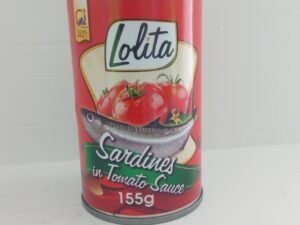 Lolita
Sardines
in Tomato Sauce
155g